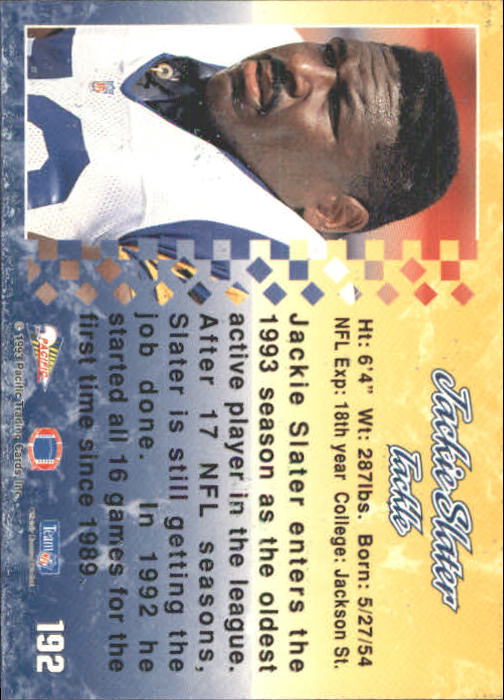 Jackie Slater
Tackle
Ht: 6'4" Wt: 287lbs. Born: 5/27/54
NFL Exp: 18th year College: Jackson St.
Jackie Slater enters the
1993 season as the oldest
active player in the league.
After 17 NFL seasons,
Slater is still getting the
job done. In 1992 he
started all 16 games for the
first time since 1989.
PACIFIC
Team NFL
© 1993 Pacific Trading Cards, Inc.
192